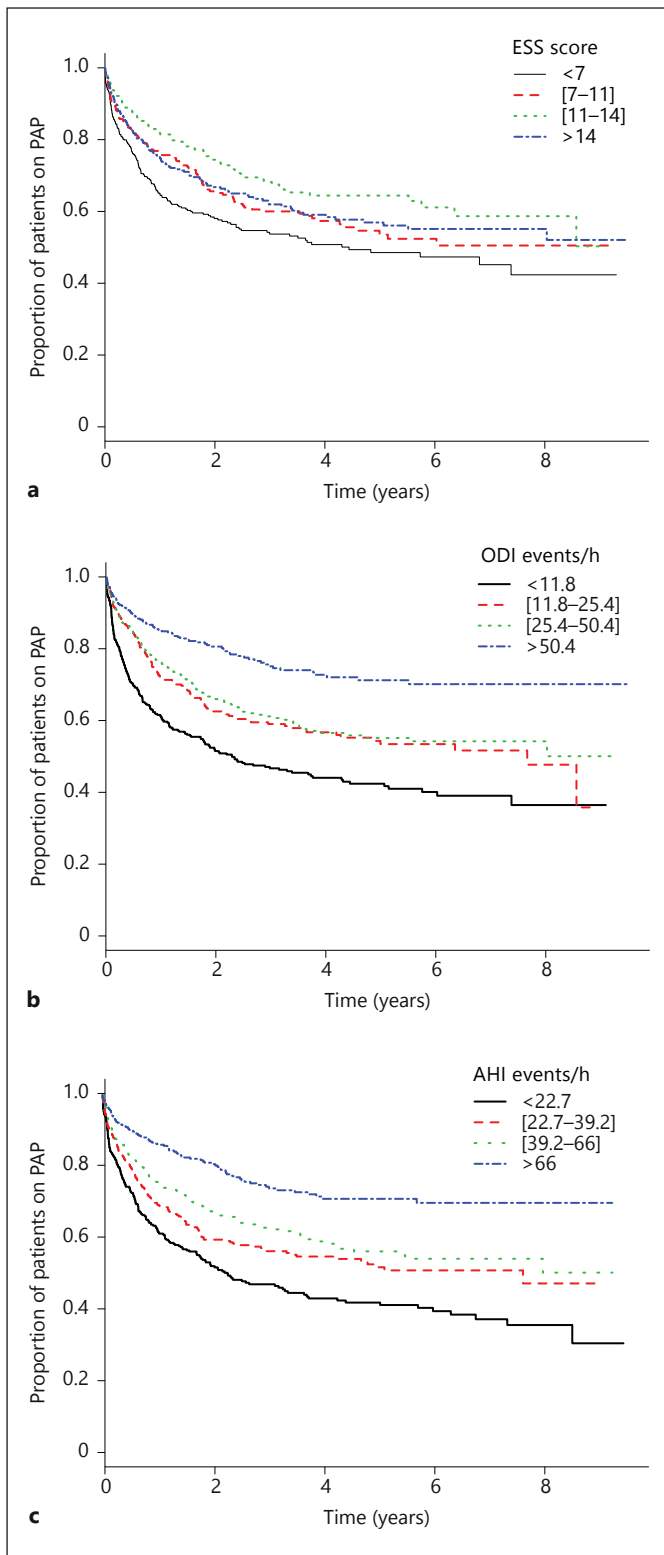 ESS score
<7
[7–11]
[11–14]
>14
1.0
0.8
0.6
0.4
0.2
0
Proportion of patients on PAP
0 2 4 6 8
Time (years)
a
ODI events/h
<11.8
[11.8–25.4]
[25.4–50.4]
>50.4
1.0
0.8
0.6
0.4
0.2
0
Proportion of patients on PAP
0 2 4 6 8
Time (years)
b
AHI events/h
<22.7
[22.7–39.2]
[39.2–66]
>66
1.0
0.8
0.6
0.4
0.2
0
Proportion of patients on PAP
0 2 4 6 8
Time (years)
c